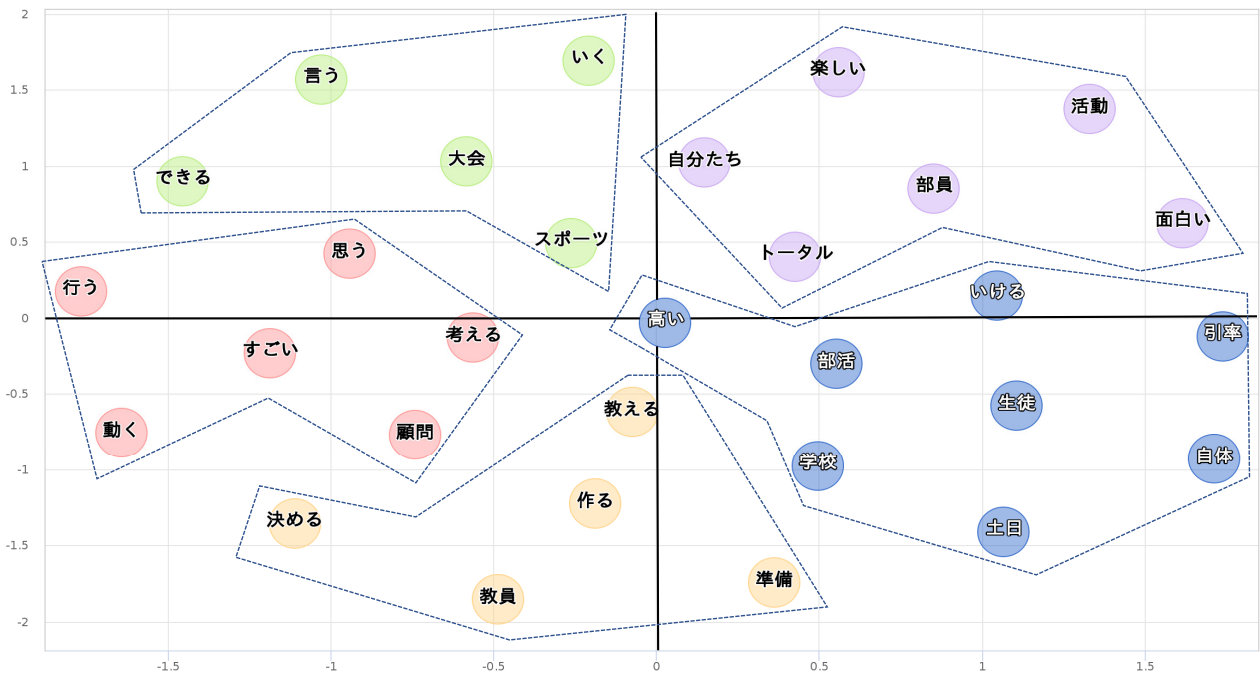 2
1.5
1
0.5
0
-0.5
-1
-1.5
-2
-1.5
-1
-0.5
0
0.5
1
1.5
言う
いく
できる
大会
スポーツ
楽しい
活動
自分たち
部員
面白い
トータル
思う
行う
すごい
考える
動く
顧問
高い
いける
引率
部活
生徒
学校
自体
土日
教える
作る
決める
教員
準備